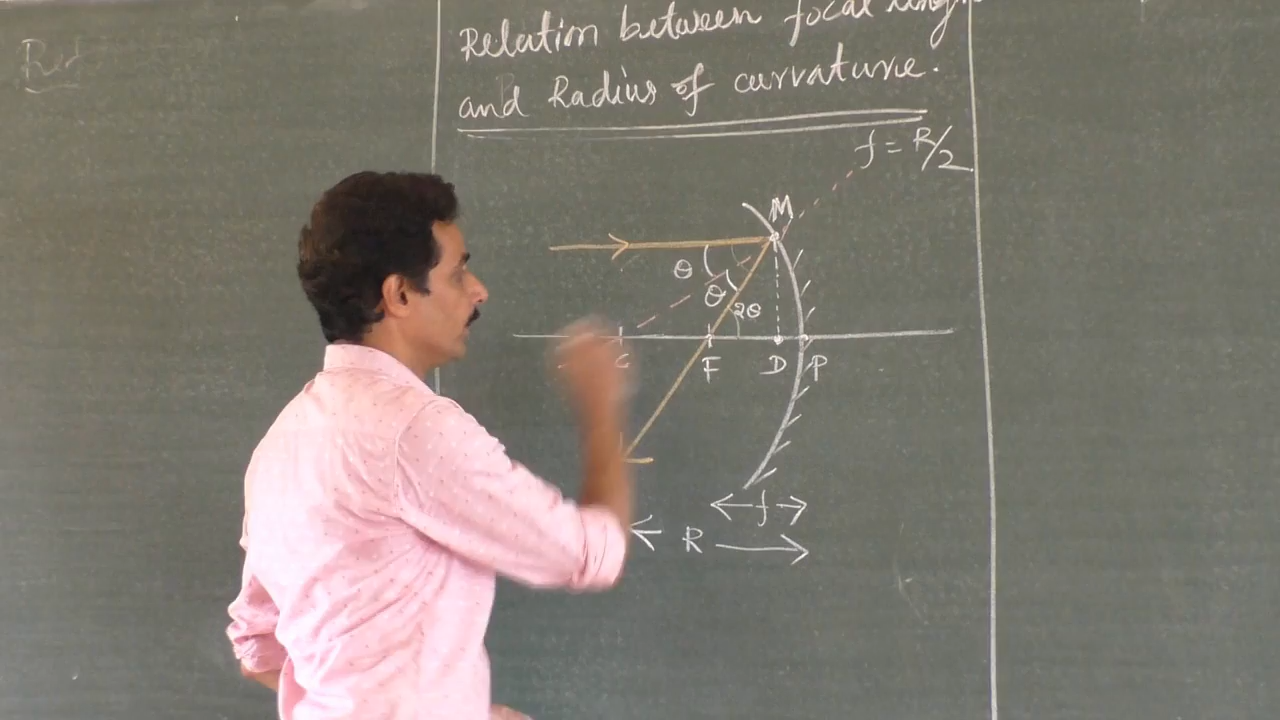 Relation between focal length
and Radius of curvature.
f = R/2
M
θ
θ
2θ
C
F
D
P
f
R